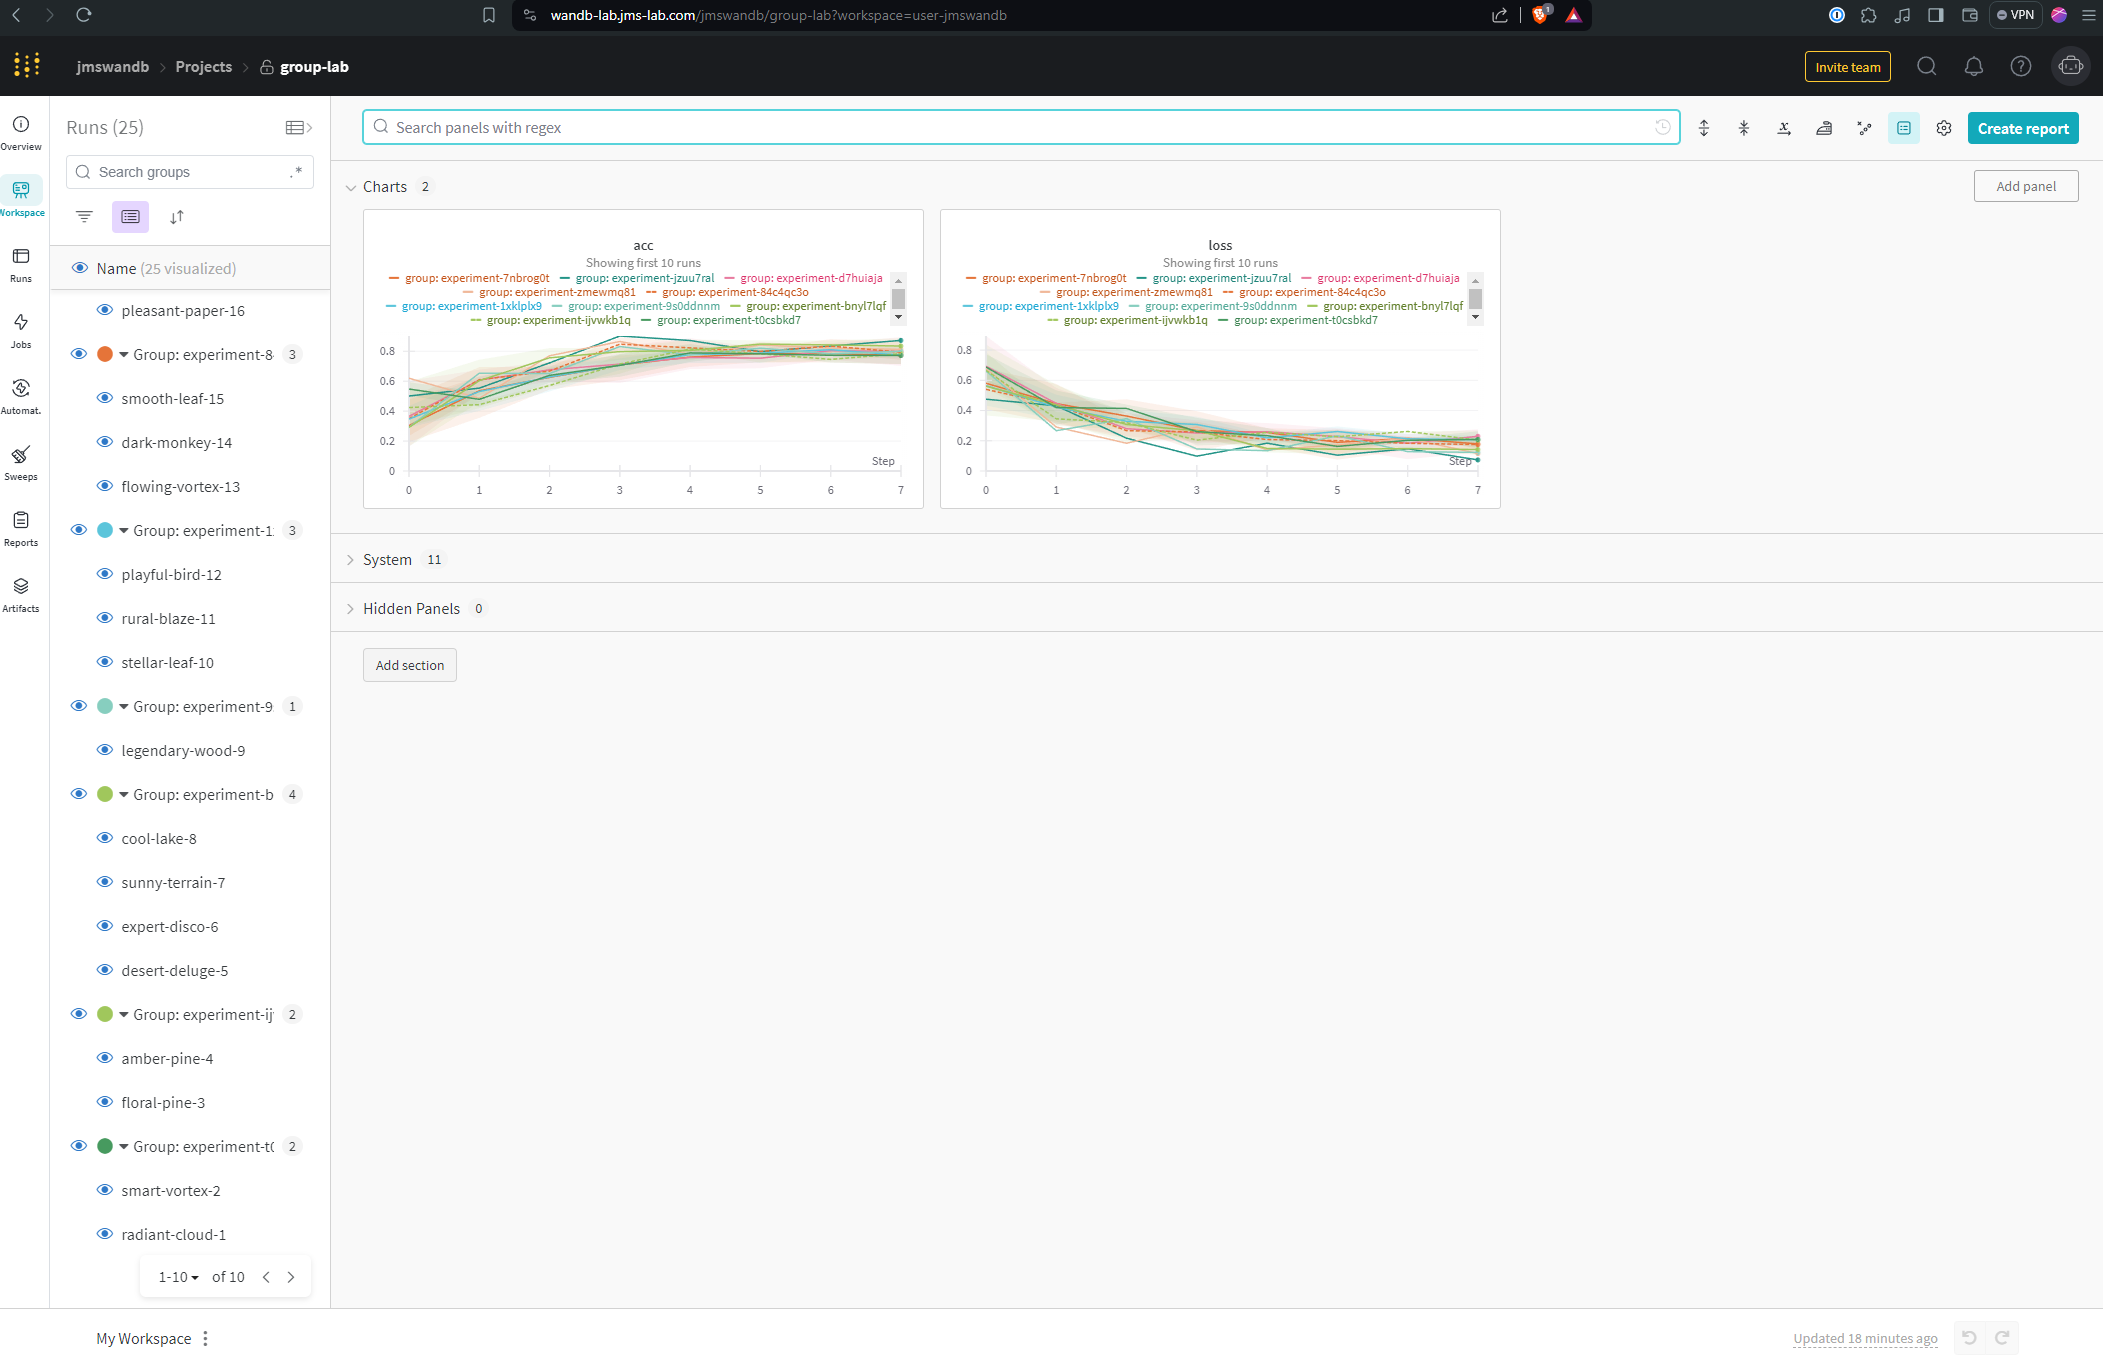 wandb-lab.jms-lab.com/jmswandb/group-lab?workspace=user-jmswandb
1
VPN
jmswandb
Projects
group-lab
Invite team
Overview
Workspace
Runs
Jobs
Automat.
Sweeps
Reports
Artifacts
Runs (25)
Search groups
.*
Name (25 visualized)
pleasant-paper-16
Group: experiment-8 3
smooth-leaf-15
dark-monkey-14
flowing-vortex-13
Group: experiment-1 3
playful-bird-12
rural-blaze-11
stellar-leaf-10
Group: experiment-9 1
legendary-wood-9
Group: experiment-b 4
cool-lake-8
sunny-terrain-7
expert-disco-6
desert-deluge-5
Group: experiment-ij 2
amber-pine-4
floral-pine-3
Group: experiment-t0 2
smart-vortex-2
radiant-cloud-1
1-10 of 10
Search panels with regex
Create report
Charts 2
Add panel
acc
Showing first 10 runs
group: experiment-7nbrog0t group: experiment-jzuu7ral group: experiment-d7huiaja
group: experiment-zmewmq81 group: experiment-84c4qc3o
group: experiment-1xklplx9 group: experiment-9s0ddnnm group: experiment-bnyl7lqf
group: experiment-ijvwkb1q group: experiment-t0csbkd7
0.8
0.6
0.4
0.2
0
Step
0 1 2 3 4 5 6 7
loss
Showing first 10 runs
group: experiment-7nbrog0t group: experiment-jzuu7ral group: experiment-d7huiaja
group: experiment-zmewmq81 group: experiment-84c4qc3o
group: experiment-1xklplx9 group: experiment-9s0ddnnm group: experiment-bnyl7lqf
group: experiment-ijvwkb1q group: experiment-t0csbkd7
0.8
0.6
0.4
0.2
0
Step
0 1 2 3 4 5 6 7
System 11
Hidden Panels 0
Add section
My Workspace
Updated 18 minutes ago